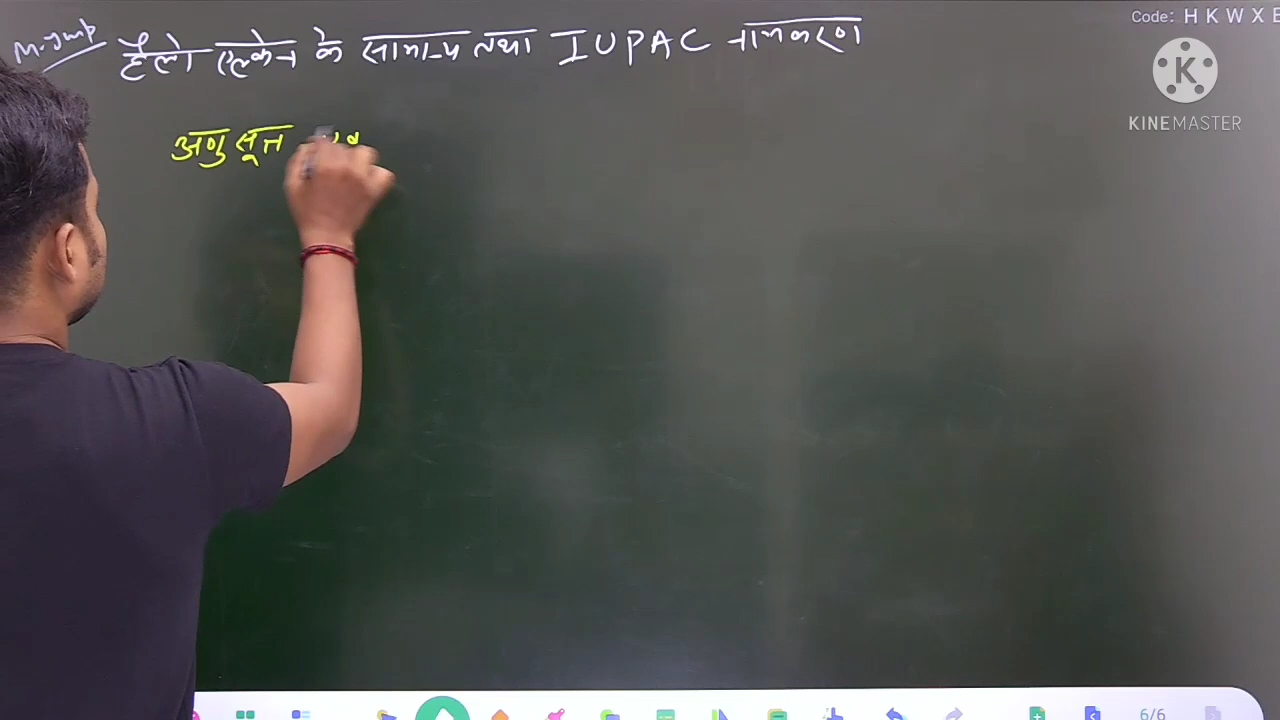 Code: H K W X E
M.Imp हैलो एल्केन के सामान्य तथा IUPAC नामकरण
K
KINEMASTER
अणु सूत्र
6/6